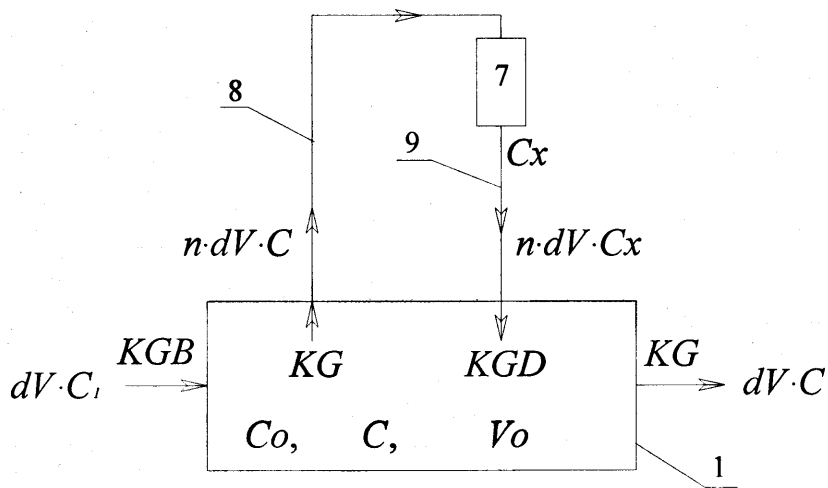 7
8
9
Cx
n·dV·C
n·dV·Cx
KGB
KG
KGD
KG
dV·C₁
dV·C
Co, C, Vo
1